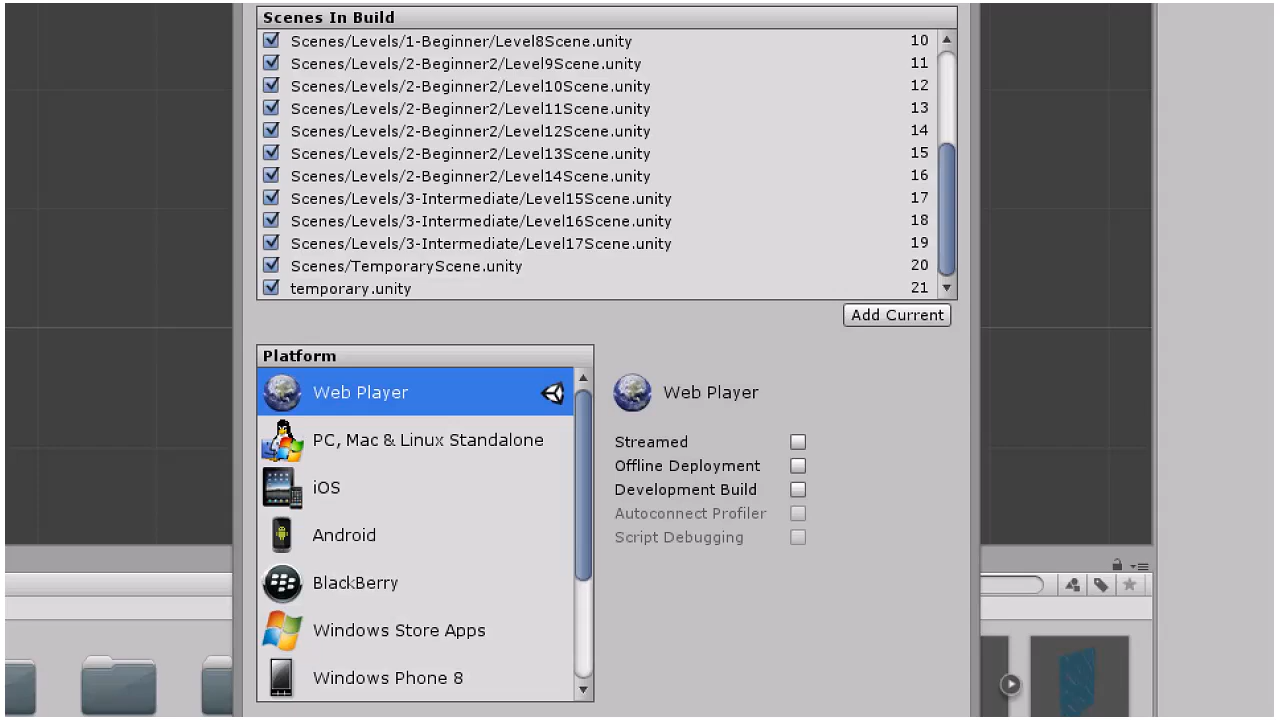 Scenes In Build
Scenes/Levels/1-Beginner/Level8Scene.unity 10
Scenes/Levels/2-Beginner2/Level9Scene.unity 11
Scenes/Levels/2-Beginner2/Level10Scene.unity 12
Scenes/Levels/2-Beginner2/Level11Scene.unity 13
Scenes/Levels/2-Beginner2/Level12Scene.unity 14
Scenes/Levels/2-Beginner2/Level13Scene.unity 15
Scenes/Levels/2-Beginner2/Level14Scene.unity 16
Scenes/Levels/3-Intermediate/Level15Scene.unity 17
Scenes/Levels/3-Intermediate/Level16Scene.unity 18
Scenes/Levels/3-Intermediate/Level17Scene.unity 19
Scenes/TemporaryScene.unity 20
temporary.unity 21
Add Current
Platform
Web Player
PC, Mac & Linux Standalone
iOS
Android
BlackBerry
Windows Store Apps
Windows Phone 8
Web Player
Streamed
Offline Deployment
Development Build
Autoconnect Profiler
Script Debugging